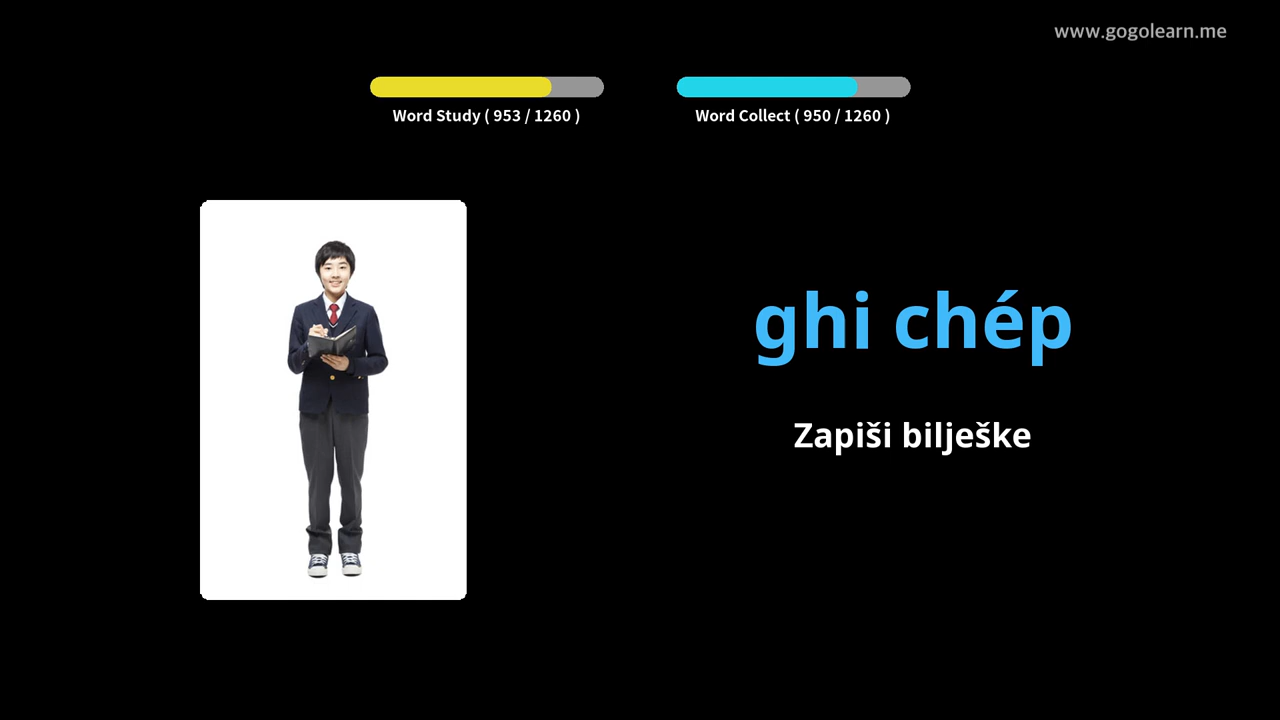 www.gogolearn.me
Word Study ( 953 / 1260 )
Word Collect ( 950 / 1260 )
ghi chép
Zapiši bilješke